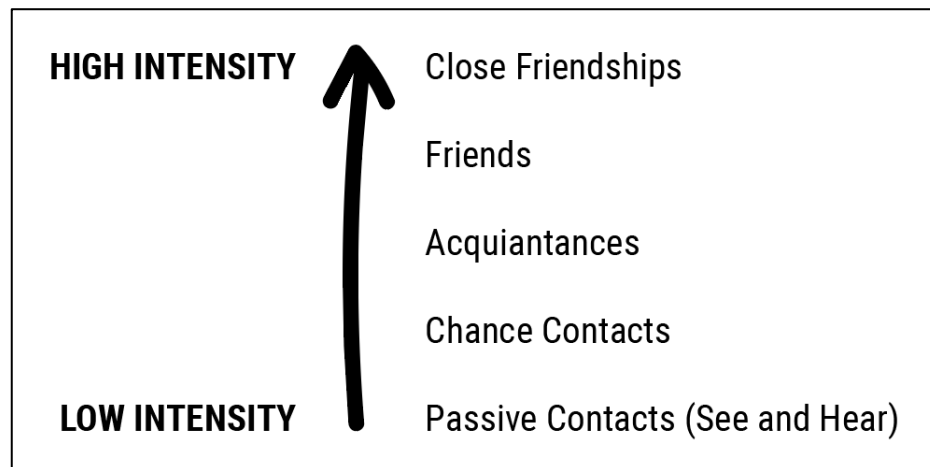 HIGH INTENSITY Close Friendships
Friends
Acquiantances
Chance Contacts
LOW INTENSITY Passive Contacts (See and Hear)